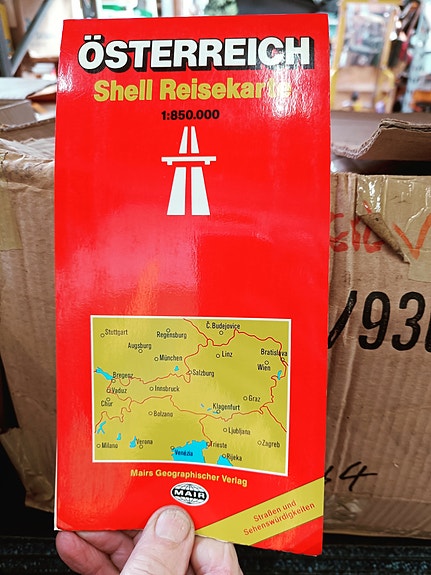 ÖSTERREICH
Shell Reisekarte
1:850.000
Stuttgart
Regensburg
Č. Budejovice
Augsburg
München
Linz
Bratislava
Wien
Bregenz
Salzburg
Vaduz
Innsbruck
Graz
Chur
Bolzano
Klagenfurt
Ljubljana
Milano
Verona
Venezia
Trieste
Zagreb
Rijeka
Mairs Geographischer Verlag
MAIR
Straßen und
Sehenswürdigkeiten